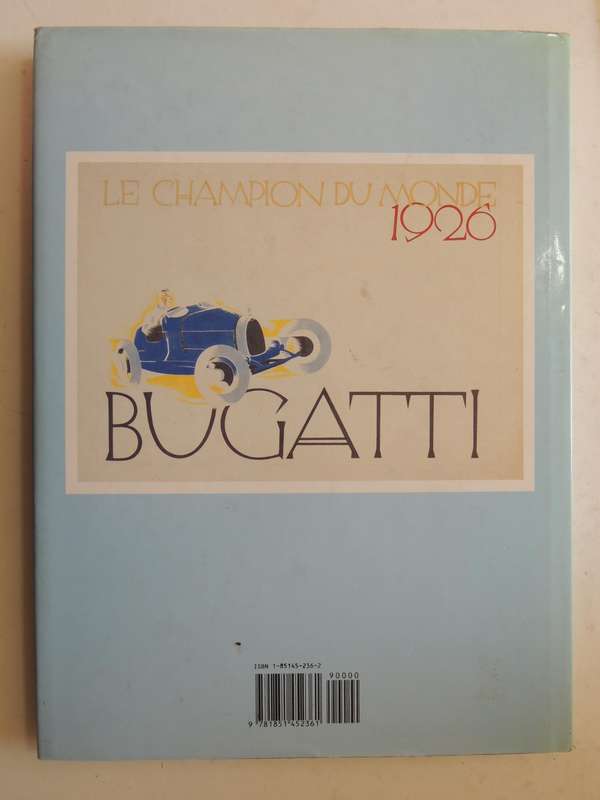 LE CHAMPION DU MONDE
1926
BUGATTI
ISBN 1-85145-236-2
90000
9 781851 452361